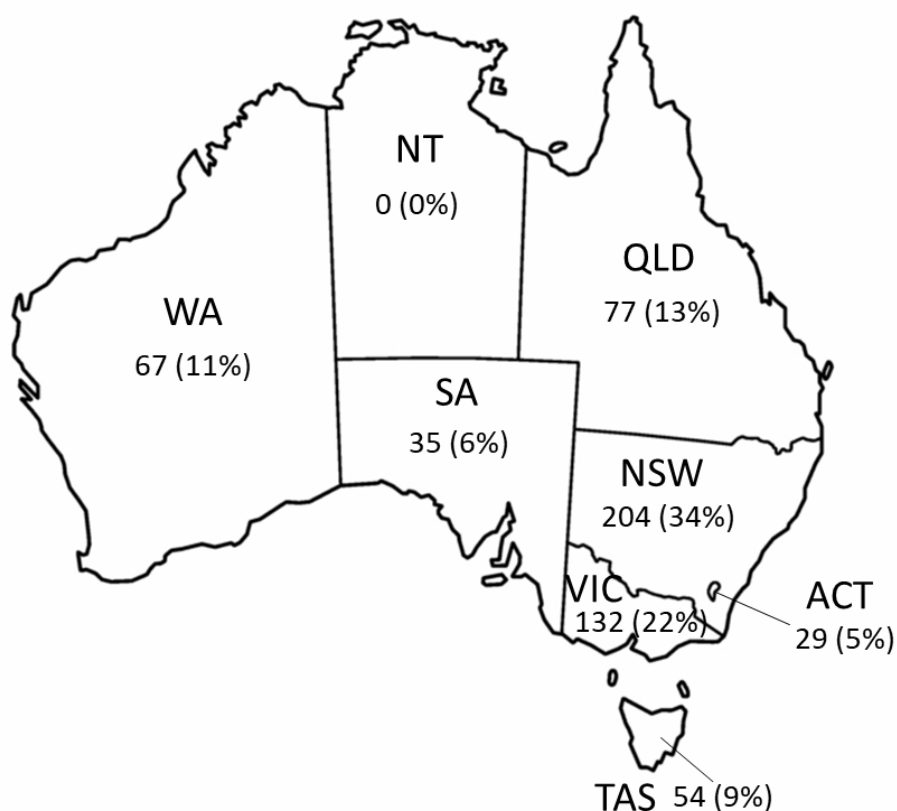 NT
0 (0%)
QLD
77 (13%)
WA
67 (11%)
SA
35 (6%)
NSW
204 (34%)
VIC
132 (22%)
ACT
29 (5%)
TAS 54 (9%)